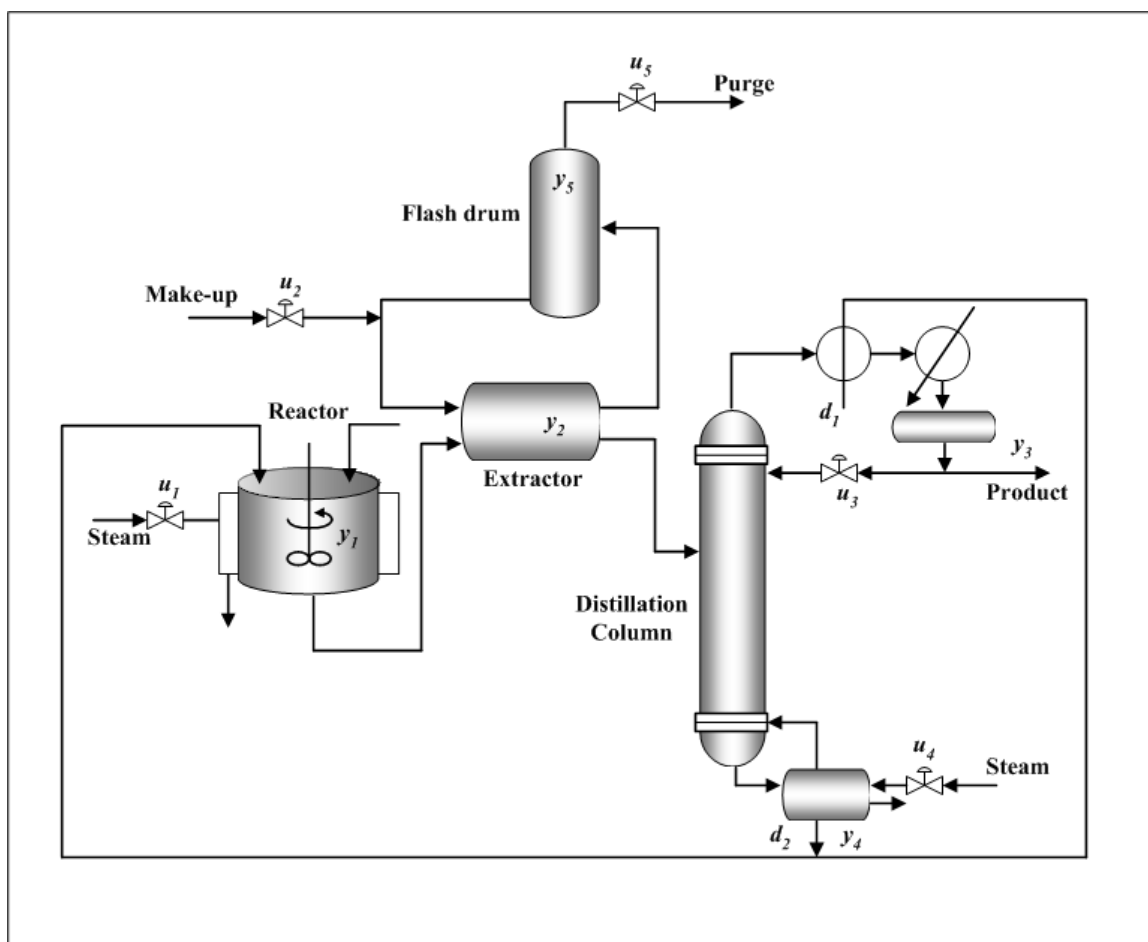 u5
Purge
y5
Flash drum
u2
Make-up
Reactor
y2
d1
Extractor
y3
u1
u3
Product
Steam
y1
Distillation
Column
u4
Steam
d2
y4